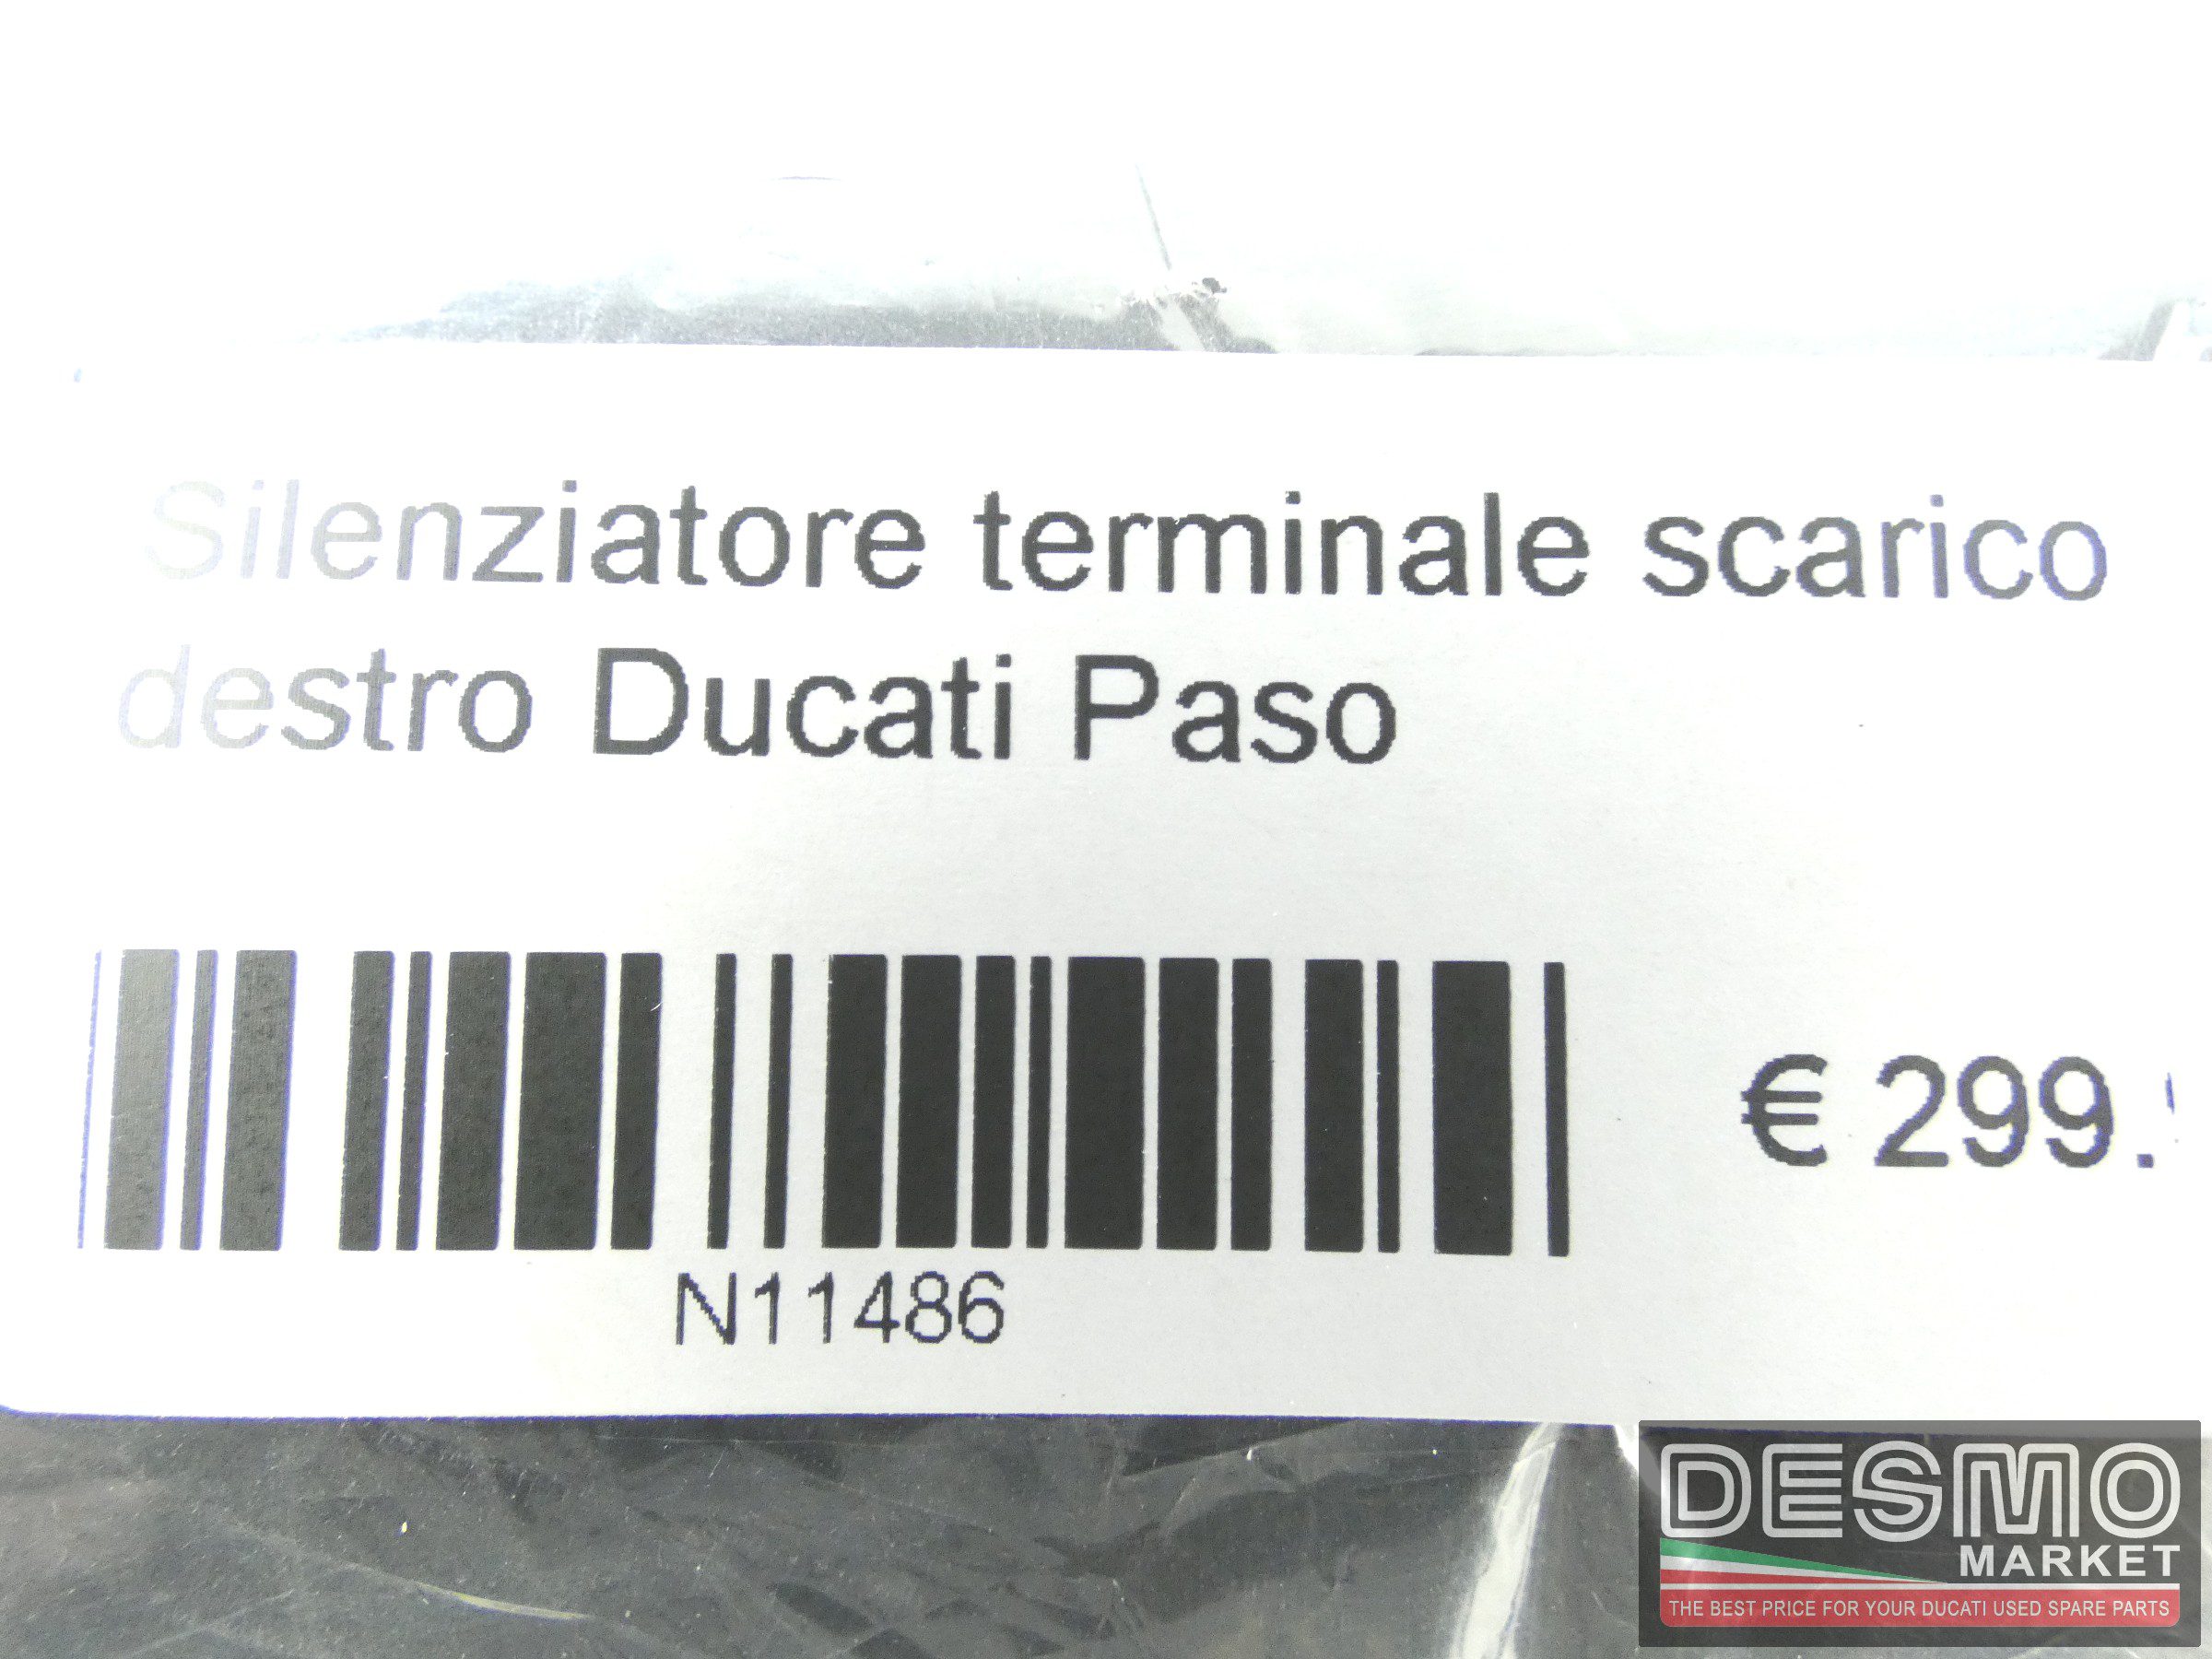 Silenziatore terminale scarico
destro Ducati Paso
€ 299.
N11486
DESMO
MARKET
THE BEST PRICE FOR YOUR DUCATI USED SPARE PARTS